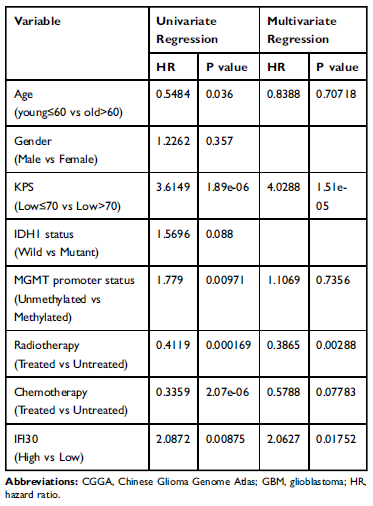 Variable Univariate Multivariate
Regression Regression
HR P value HR P value
Age 0.5484 0.036 0.8388 0.70718
(young≤60 vs old>60)
Gender 1.2262 0.357
(Male vs Female)
KPS 3.6149 1.89e-06 4.0288 1.51e-
(Low≤70 vs Low>70) 05
IDH1 status 1.5696 0.088
(Wild vs Mutant)
MGMT promoter status 1.779 0.00971 1.1069 0.7356
(Unmethylated vs
Methylated)
Radiotherapy 0.4119 0.000169 0.3865 0.00288
(Treated vs Untreated)
Chemotherapy 0.3359 2.07e-06 0.5788 0.07783
(Treated vs Untreated)
IFI30 2.0872 0.00875 2.0627 0.01752
(High vs Low)
Abbreviations: CGGA, Chinese Glioma Genome Atlas; GBM, glioblastoma; HR,
hazard ratio.